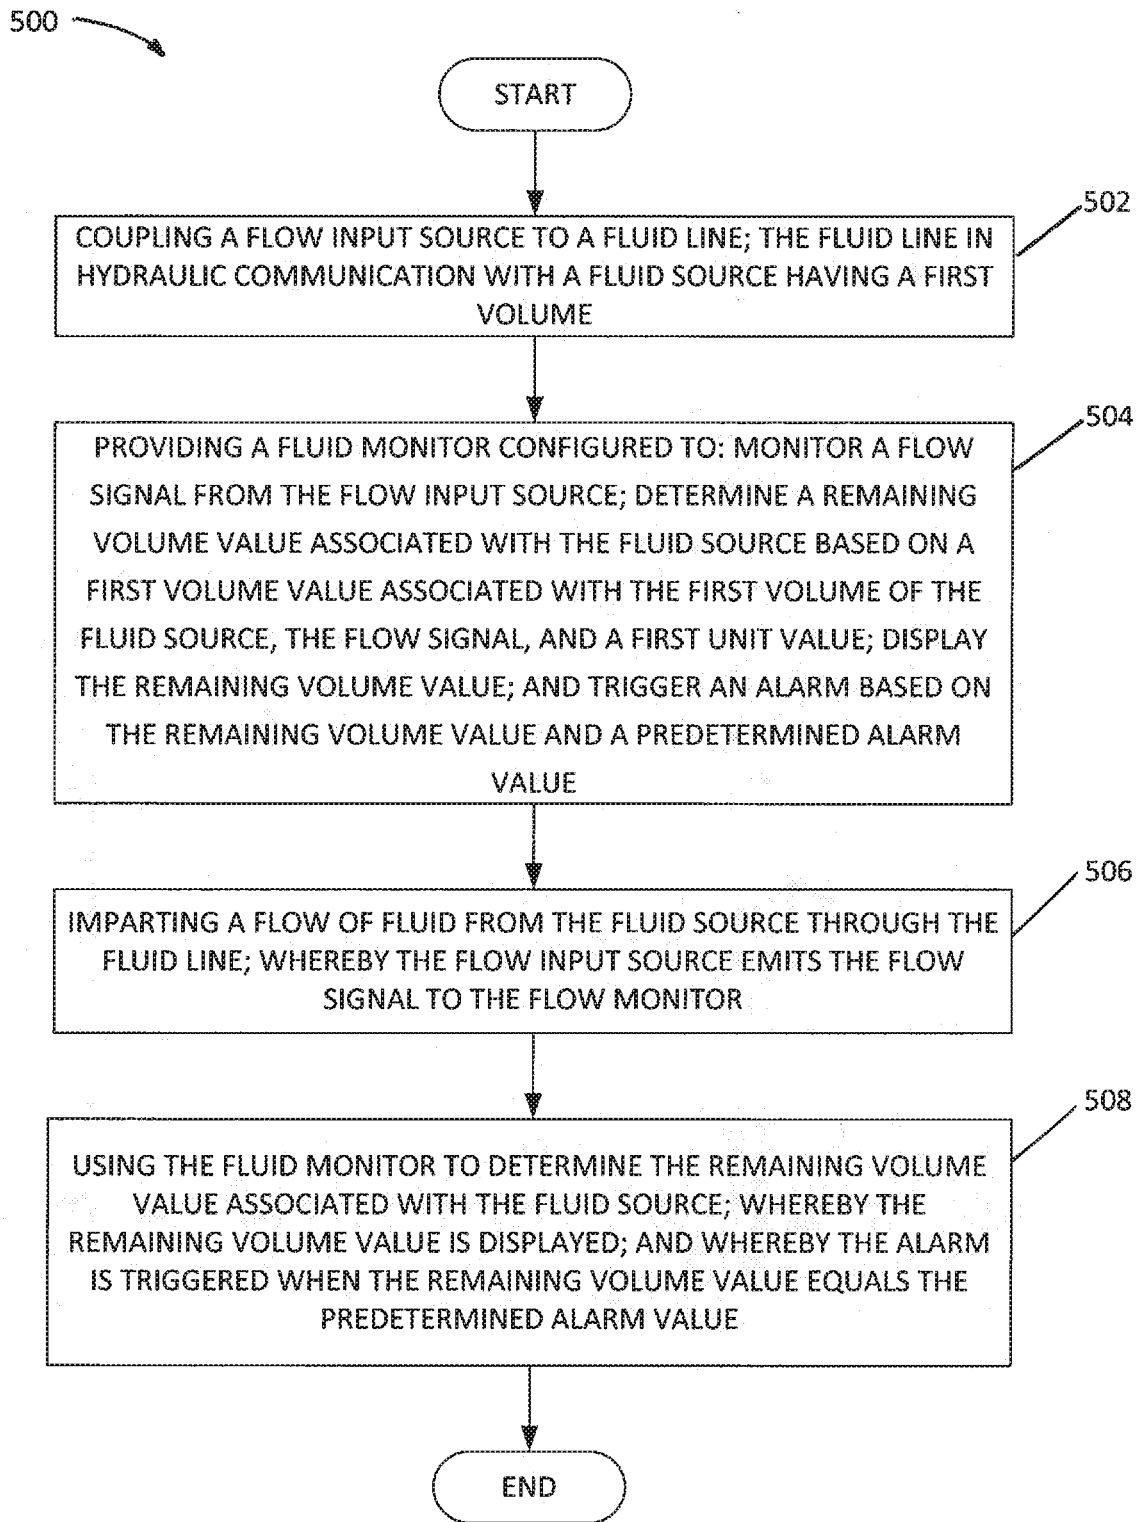 500
START
502
COUPLING A FLOW INPUT SOURCE TO A FLUID LINE; THE FLUID LINE IN
HYDRAULIC COMMUNICATION WITH A FLUID SOURCE HAVING A FIRST
VOLUME
504
PROVIDING A FLUID MONITOR CONFIGURED TO: MONITOR A FLOW
SIGNAL FROM THE FLOW INPUT SOURCE; DETERMINE A REMAINING
VOLUME VALUE ASSOCIATED WITH THE FLUID SOURCE BASED ON A
FIRST VOLUME VALUE ASSOCIATED WITH THE FIRST VOLUME OF THE
FLUID SOURCE, THE FLOW SIGNAL, AND A FIRST UNIT VALUE; DISPLAY
THE REMAINING VOLUME VALUE; AND TRIGGER AN ALARM BASED ON
THE REMAINING VOLUME VALUE AND A PREDETERMINED ALARM
VALUE
506
IMPARTING A FLOW OF FLUID FROM THE FLUID SOURCE THROUGH THE
FLUID LINE; WHEREBY THE FLOW INPUT SOURCE EMITS THE FLOW
SIGNAL TO THE FLOW MONITOR
508
USING THE FLUID MONITOR TO DETERMINE THE REMAINING VOLUME
VALUE ASSOCIATED WITH THE FLUID SOURCE; WHEREBY THE
REMAINING VOLUME VALUE IS DISPLAYED; AND WHEREBY THE ALARM
IS TRIGGERED WHEN THE REMAINING VOLUME VALUE EQUALS THE
PREDETERMINED ALARM VALUE
END